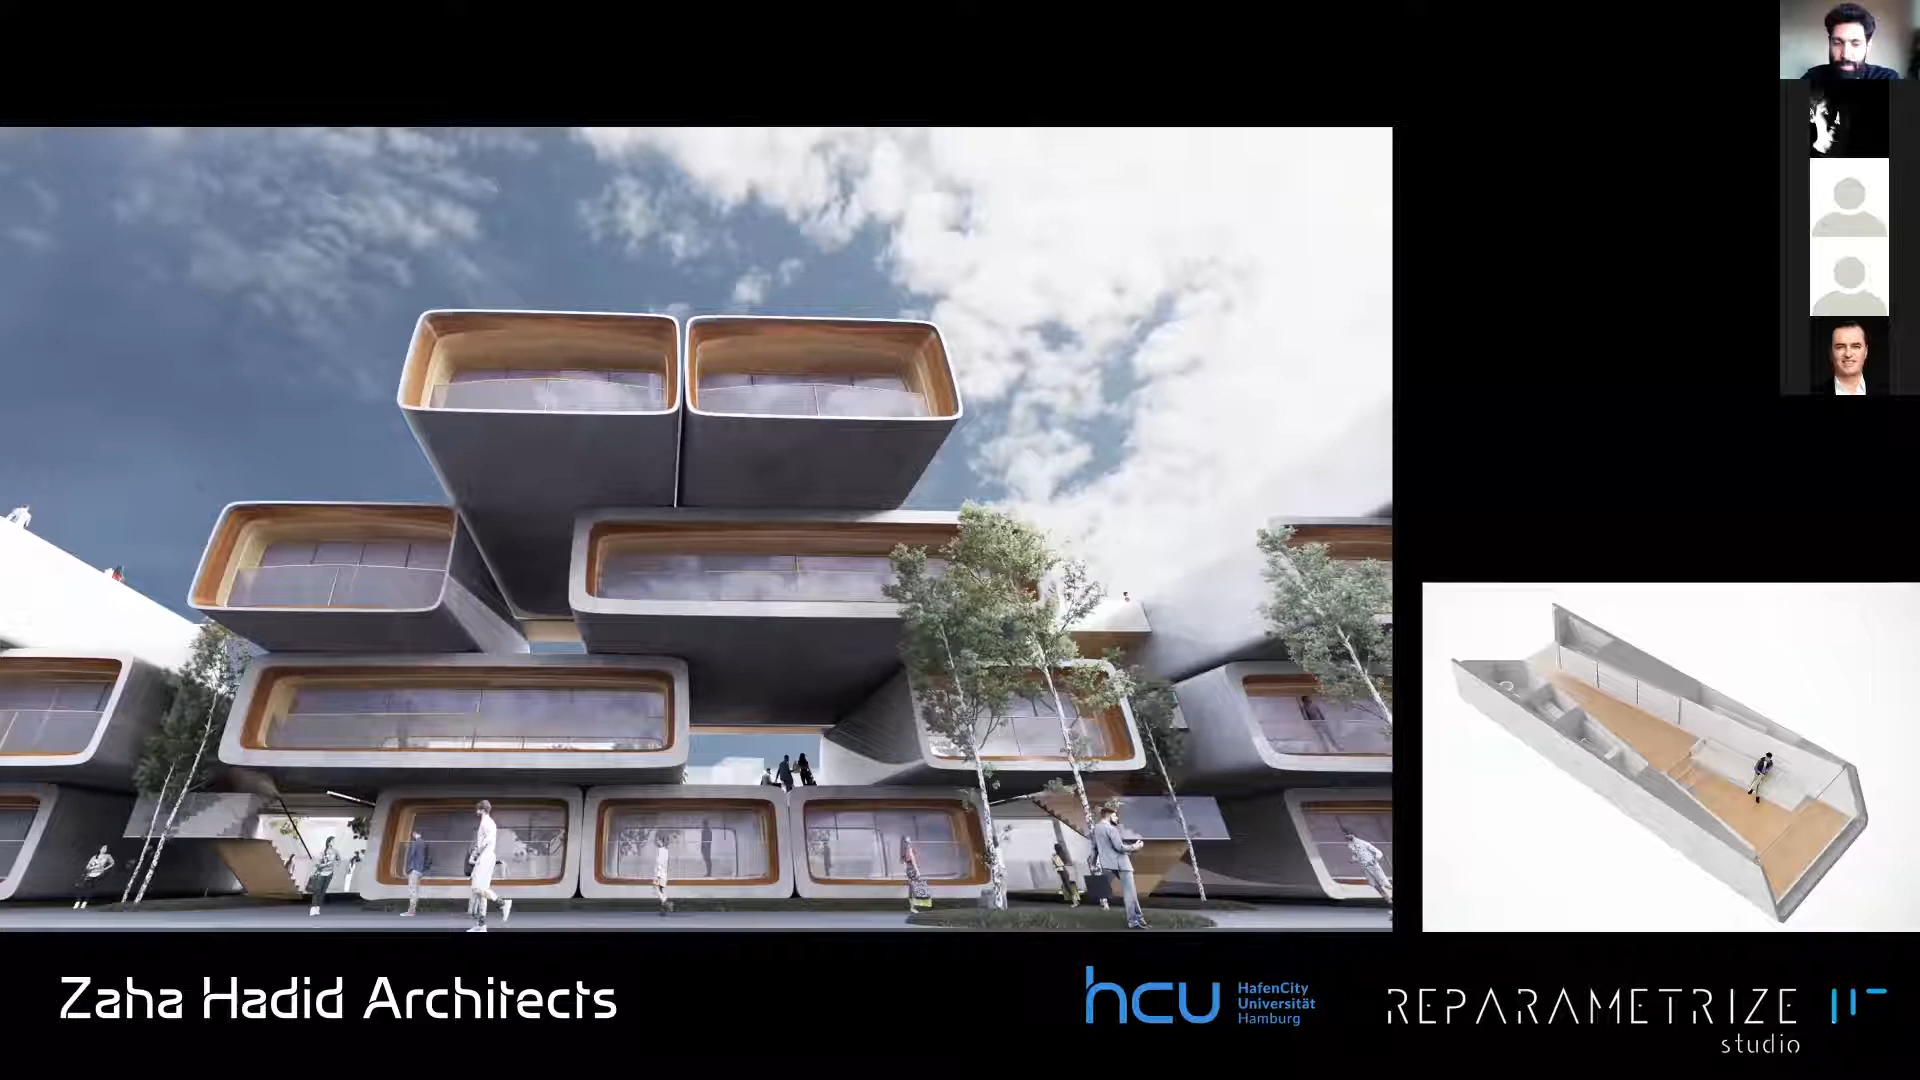 Zaha Hadid Architects
hcu
HafenCity
Universität
Hamburg
REPARAMETRIZE
studio